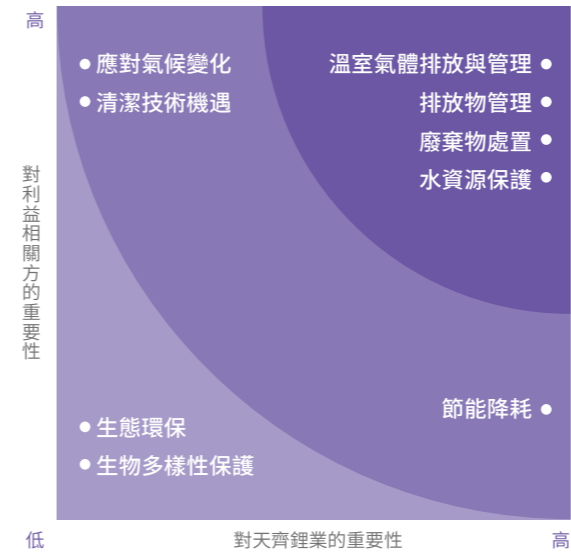 高
應對氣候變化
清潔技術機遇
溫室氣體排放與管理
排放物管理
廢棄物處置
水資源保護
對利益相關方的重要性
節能降耗
生態環保
生物多樣性保護
低
對天齊鋰業的重要性
高